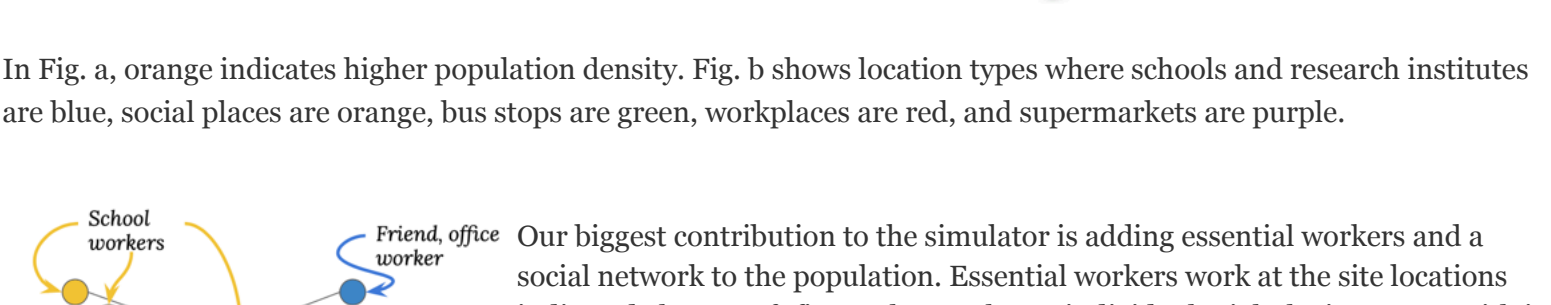 In Fig. a, orange indicates higher population density. Fig. b shows location types where schools and research institutes
are blue, social places are orange, bus stops are green, workplaces are red, and supermarkets are purple.
School
workers
Friend, office
worker
Our biggest contribution to the simulator is adding essential workers and a
social network to the population. Essential workers work at the site locations